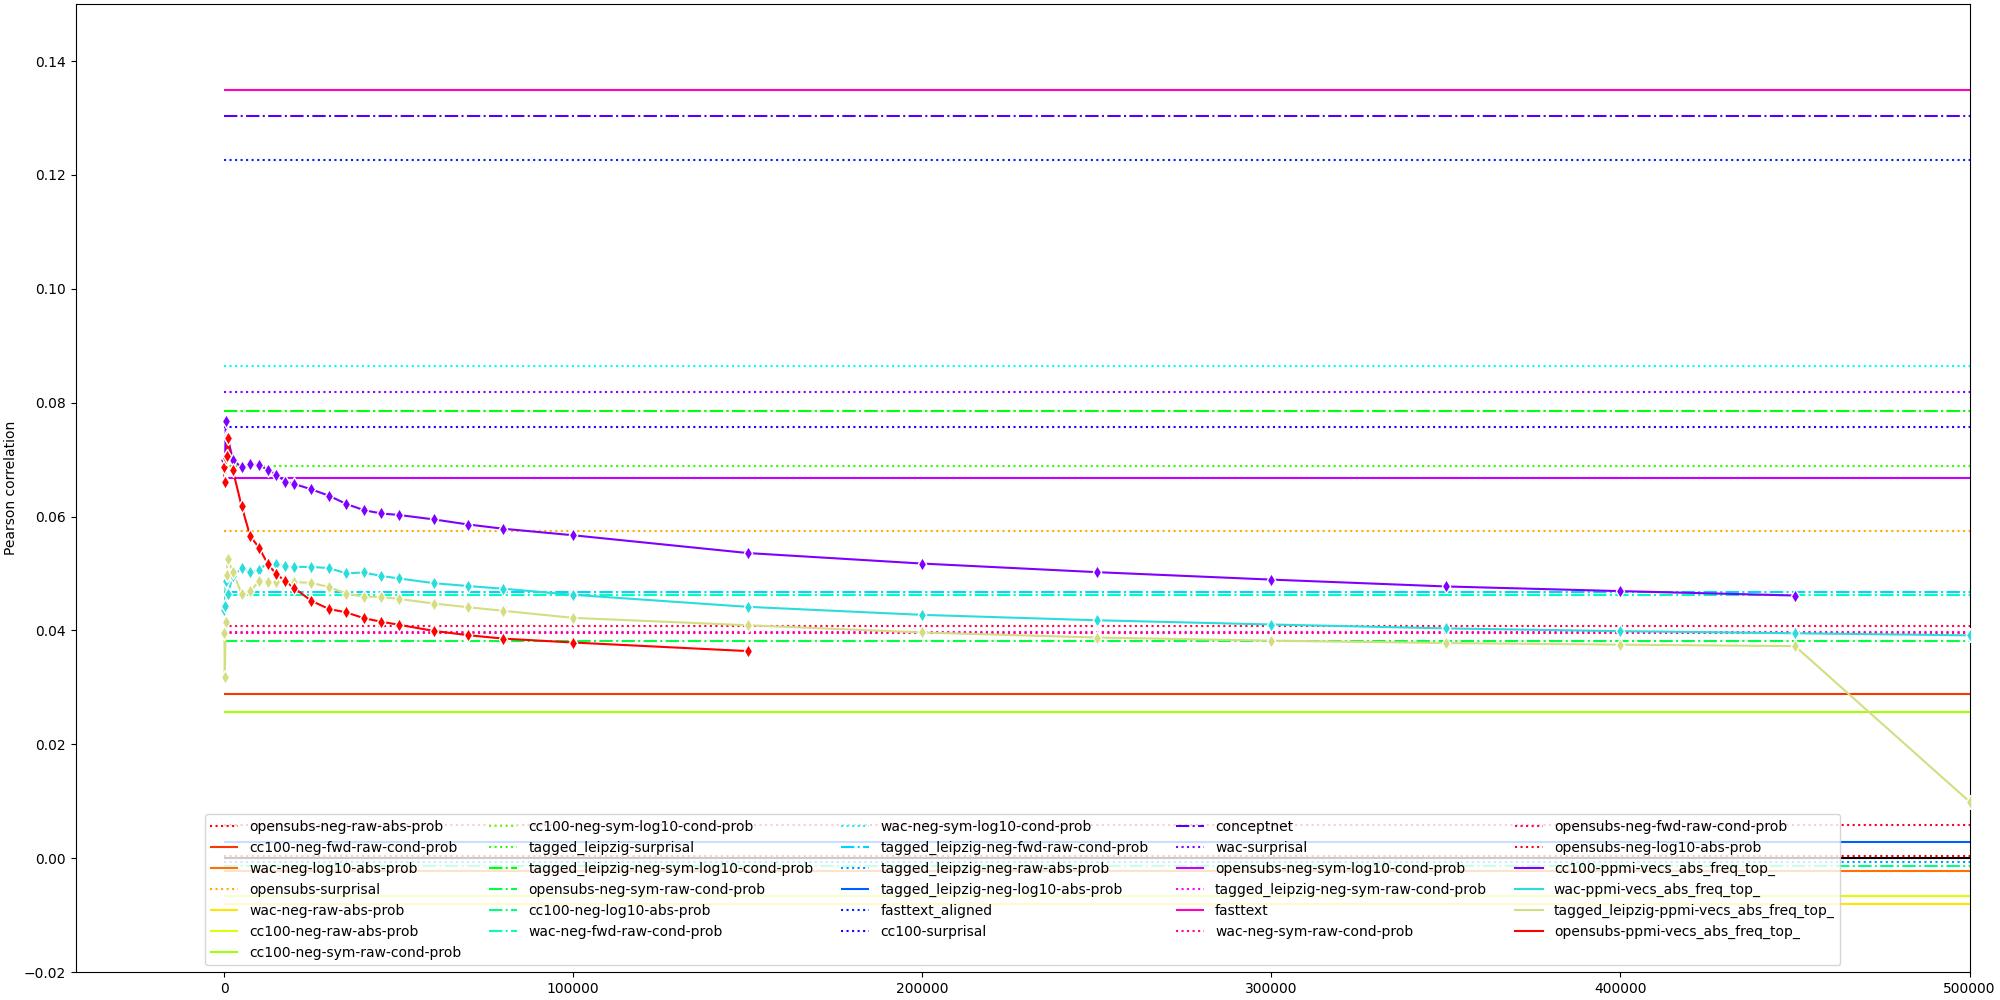 0.14
0.12
0.10
0.08
0.06
0.04
0.02
0.00
−0.02
Pearson correlation
opensubs-neg-raw-abs-prob
cc100-neg-fwd-raw-cond-prob
wac-neg-log10-abs-prob
opensubs-surprisal
wac-neg-raw-abs-prob
cc100-neg-raw-abs-prob
cc100-neg-sym-raw-cond-prob
cc100-neg-sym-log10-cond-prob
tagged_leipzig-surprisal
tagged_leipzig-neg-sym-log10-cond-prob
opensubs-neg-sym-raw-cond-prob
cc100-neg-log10-abs-prob
wac-neg-fwd-raw-cond-prob
wac-neg-sym-log10-cond-prob
tagged_leipzig-neg-fwd-raw-cond-prob
tagged_leipzig-neg-raw-abs-prob
tagged_leipzig-neg-log10-abs-prob
fasttext_aligned
cc100-surprisal
conceptnet
wac-surprisal
opensubs-neg-sym-log10-cond-prob
tagged_leipzig-neg-sym-raw-cond-prob
fasttext
wac-neg-sym-raw-cond-prob
opensubs-neg-fwd-raw-cond-prob
opensubs-neg-log10-abs-prob
cc100-ppmi-vecs_abs_freq_top_
wac-ppmi-vecs_abs_freq_top_
tagged_leipzig-ppmi-vecs_abs_freq_top_
opensubs-ppmi-vecs_abs_freq_top_
0 100000 200000 300000 400000 500000